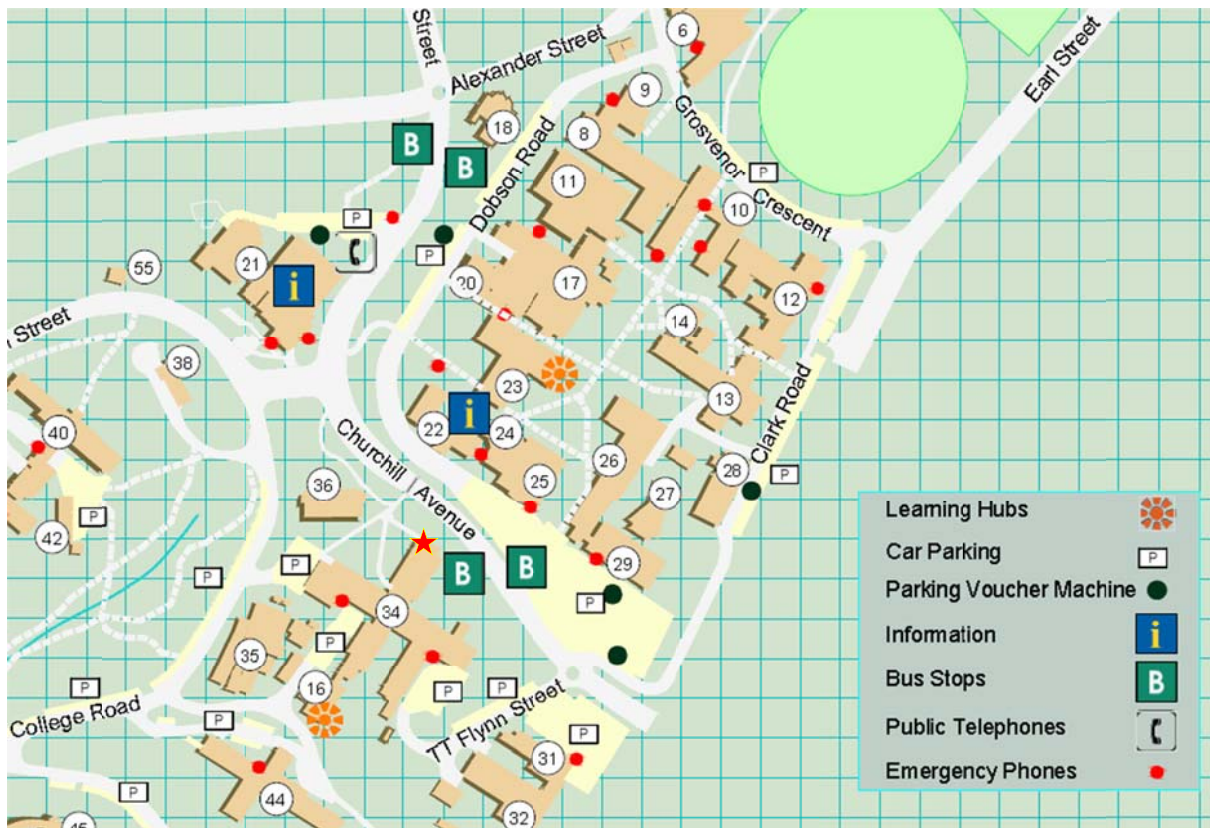 Street
Alexander Street
6
9
8
18
Dobson Road
Grosvenor Crescent
Earl Street
B
B
11
P
10
P
P
21
i
55
20
17
12
14
Street
38
23
13
22
i
24
Clark Road
40
Churchill Avenue
26
28
P
36
25
27
42
P
P
P
B
B
29
34
P
P
35
16
P
P
P
P
College Road
TT Flynn Street
31
P
P
44
32
Learning Hubs
Car Parking
P
Parking Voucher Machine
Information
i
Bus Stops
B
Public Telephones
Emergency Phones